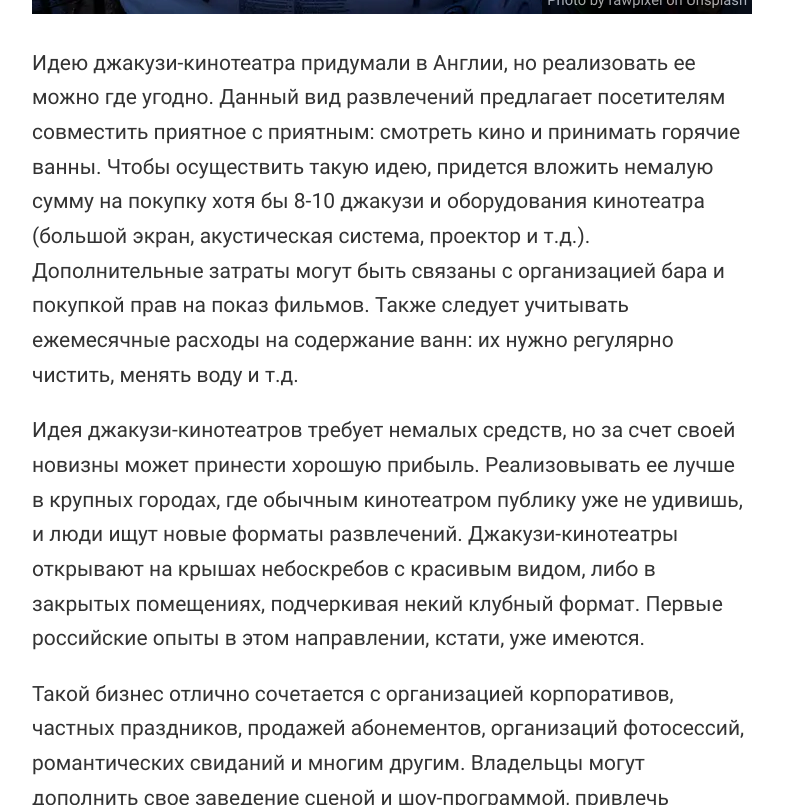 Photo by rawpixel on Unsplash
Идею джакузи-кинотеатра придумали в Англии, но реализовать ее
можно где угодно. Данный вид развлечений предлагает посетителям
совместить приятное с приятным: смотреть кино и принимать горячие
ванны. Чтобы осуществить такую идею, придется вложить немалую
сумму на покупку хотя бы 8-10 джакузи и оборудования кинотеатра
(большой экран, акустическая система, проектор и т.д.).
Дополнительные затраты могут быть связаны с организацией бара и
покупкой прав на показ фильмов. Также следует учитывать
ежемесячные расходы на содержание ванн: их нужно регулярно
чистить, менять воду и т.д.
Идея джакузи-кинотеатров требует немалых средств, но за счет своей
новизны может принести хорошую прибыль. Реализовывать ее лучше
в крупных городах, где обычным кинотеатром публику уже не удивишь,
и люди ищут новые форматы развлечений. Джакузи-кинотеатры
открывают на крышах небоскребов с красивым видом, либо в
закрытых помещениях, подчеркивая некий клубный формат. Первые
российские опыты в этом направлении, кстати, уже имеются.
Такой бизнес отлично сочетается с организацией корпоративов,
частных праздников, продажей абонементов, организаций фотосессий,
романтических свиданий и многим другим. Владельцы могут
дополнить свое заведение сценой и шоу-программой, привлечь